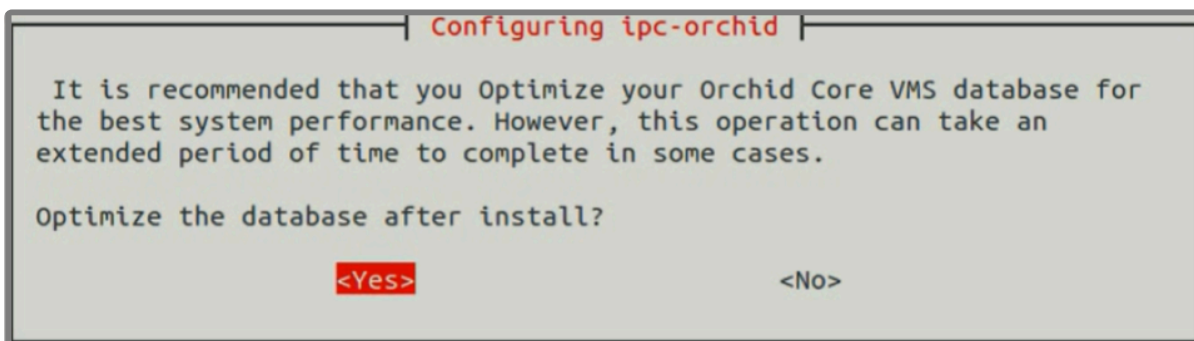 Configuring ipc-orchid
It is recommended that you Optimize your Orchid Core VMS database for
the best system performance. However, this operation can take an
extended period of time to complete in some cases.
Optimize the database after install?
<Yes> <No>